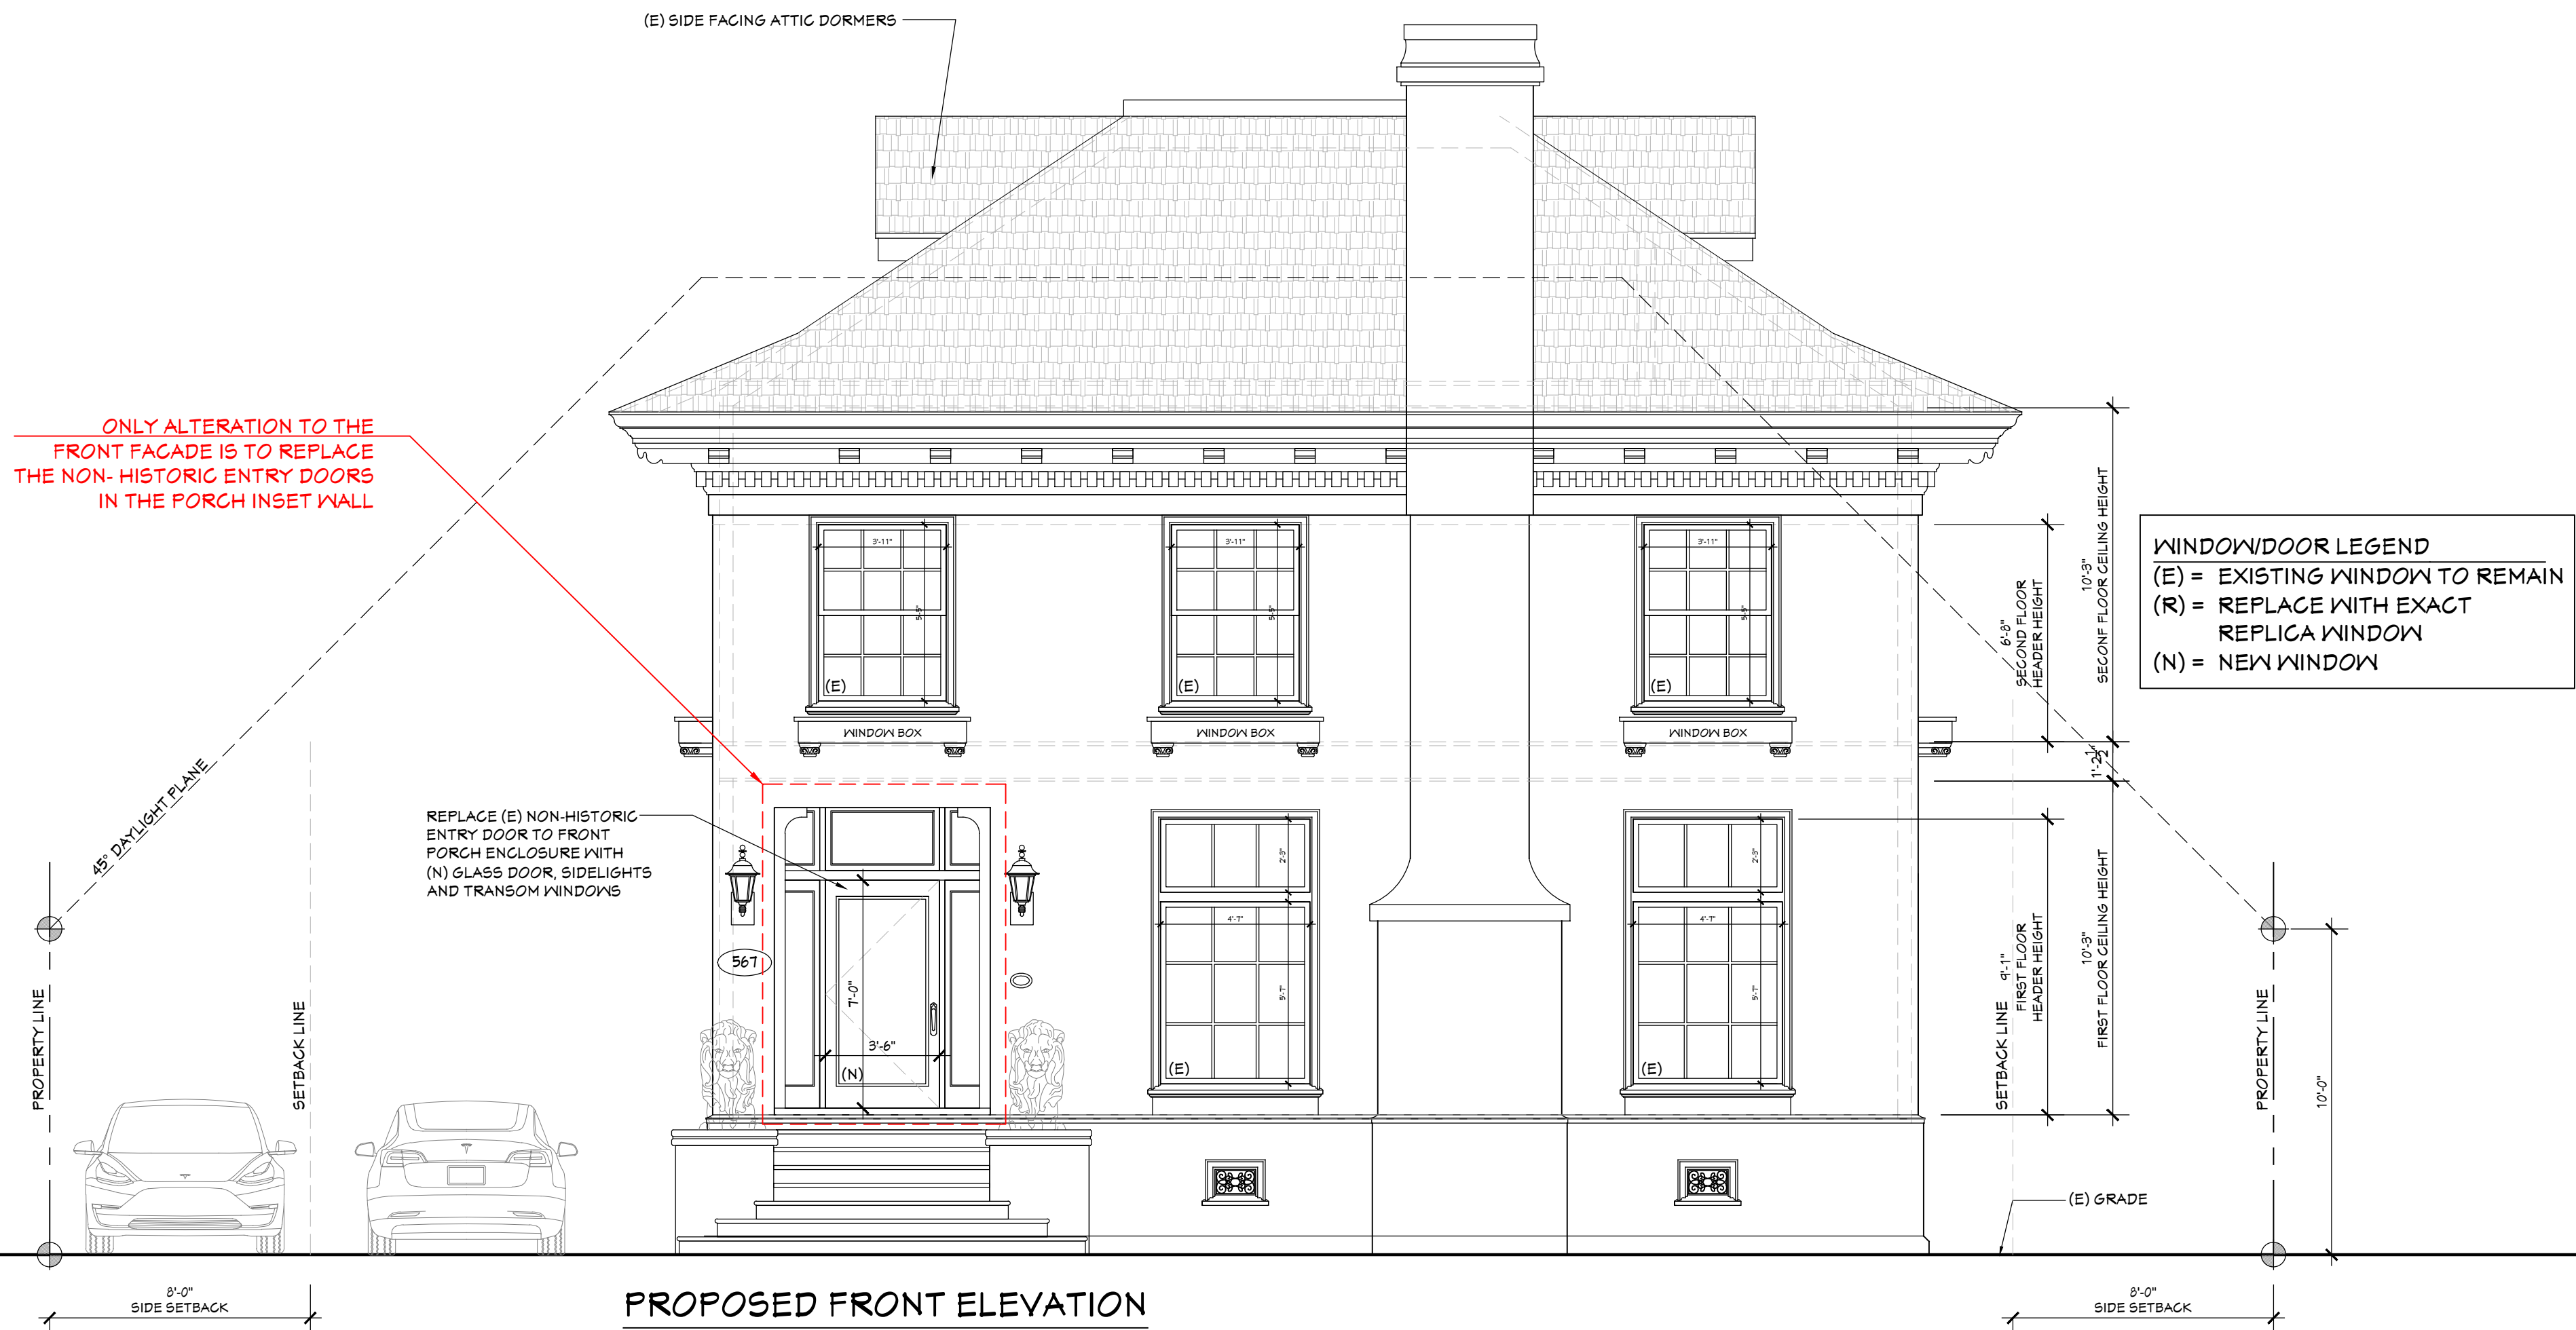 (E) SIDE FACING ATTIC DORMERS
ONLY ALTERATION TO THE
FRONT FACADE IS TO REPLACE
THE NON- HISTORIC ENTRY DOORS
IN THE PORCH INSET WALL
45° DAYLIGHT PLANE
3'-11"
5'-5"
(E)
WINDOW BOX
3'-11"
5'-5"
(E)
WINDOW BOX
3'-11"
5'-5"
(E)
WINDOW BOX
6'-8"
SECOND FLOOR
HEADER HEIGHT
10'-3"
SECONF FLOOR CEILING HEIGHT
1'-2 1/2"
WINDOW/DOOR LEGEND
(E) = EXISTING WINDOW TO REMAIN
(R) = REPLACE WITH EXACT
REPLICA WINDOW
(N) = NEW WINDOW
REPLACE (E) NON-HISTORIC
ENTRY DOOR TO FRONT
PORCH ENCLOSURE WITH
(N) GLASS DOOR, SIDELIGHTS
AND TRANSOM WINDOWS
567
7'-0"
3'-6"
(N)
2'-3"
4'-7"
5'-7"
(E)
2'-3"
4'-7"
5'-7"
(E)
PROPERTY LINE
SETBACK LINE
SETBACK LINE
9'-1"
FIRST FLOOR
HEADER HEIGHT
10'-3"
FIRST FLOOR CEILING HEIGHT
PROPERTY LINE
10'-0"
(E) GRADE
8'-0"
SIDE SETBACK
PROPOSED FRONT ELEVATION
8'-0"
SIDE SETBACK